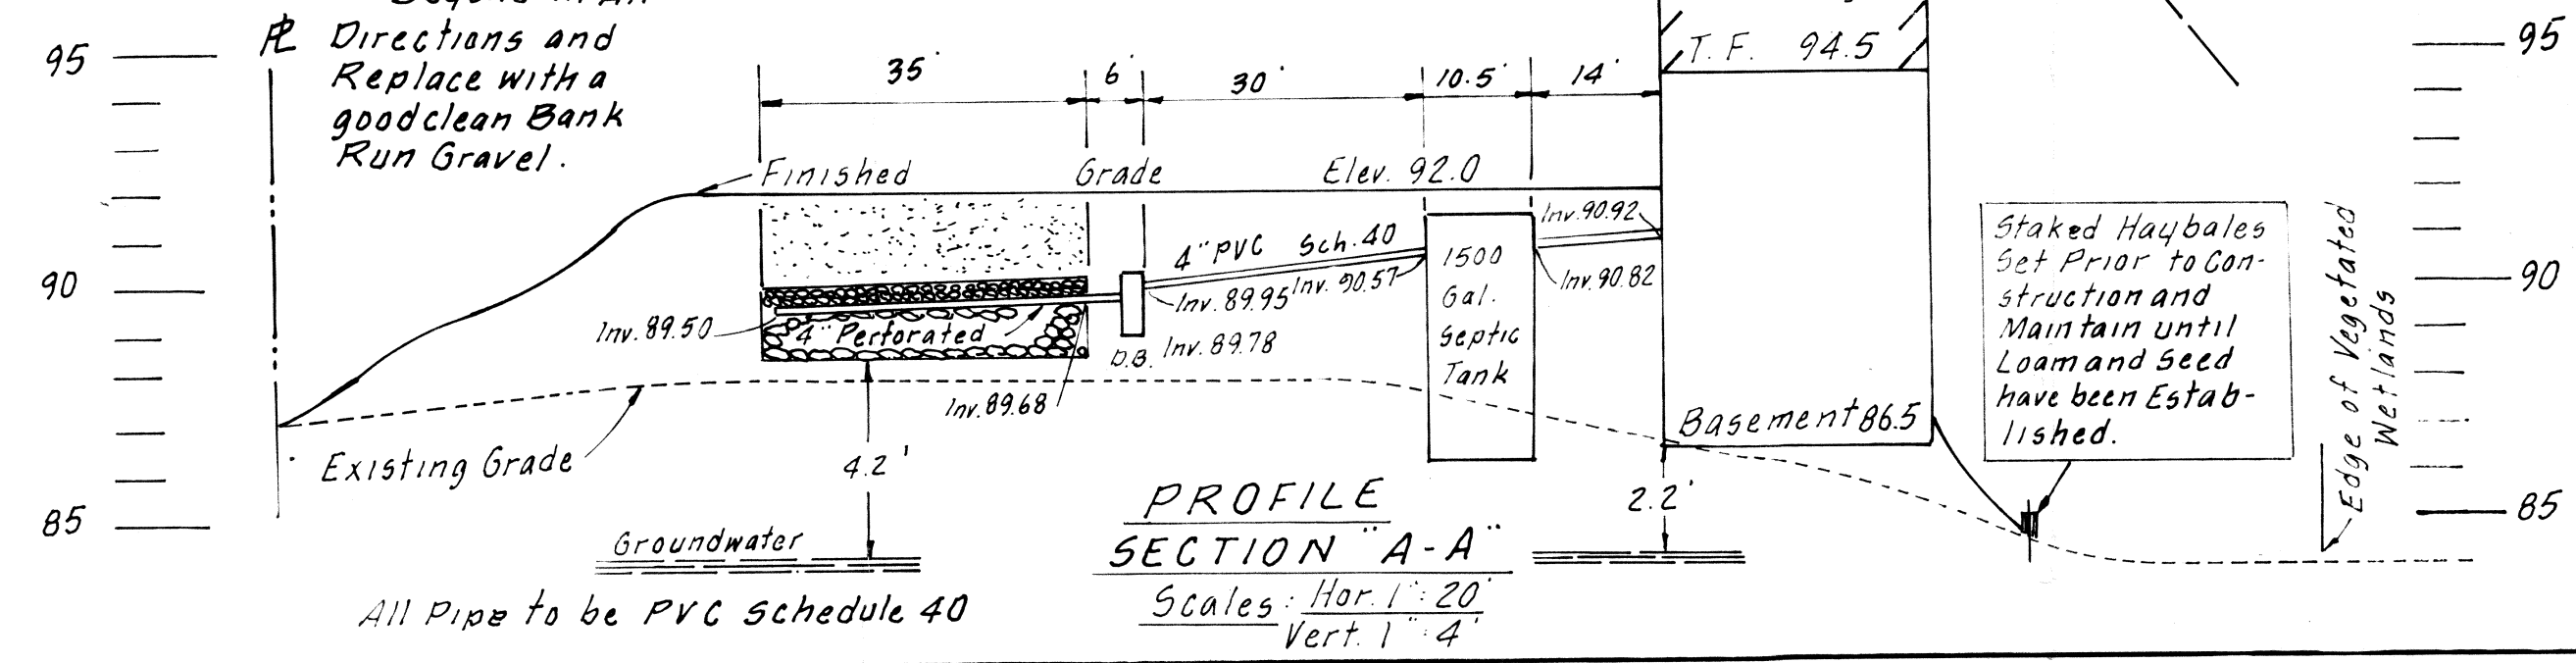 ℄ Directions and
Replace with a
good clean Bank
Run Gravel.
95
90
85
35'
6'
30'
10.5'
14'
T. F. 94.5
95
90
85
Finished Grade Elev. 92.0
Inv. 90.92
4" PVC Sch. 40
Inv. 89.95
Inv. 90.57
Inv. 90.82
1500
Gal.
Septic
Tank
Inv. 89.50
4" Perforated
D.B.
Inv. 89.78
Inv. 89.68
Existing Grade
4.2'
Basement 86.5
2.2'
Groundwater
Staked Haybales
Set Prior to Con-
struction and
Maintain until
Loam and Seed
have been Estab-
lished.
Edge of Vegetated
Wetlands
PROFILE
SECTION "A-A"
Scales: Hor. 1": 20'
Vert. 1": 4'
All Pipe to be PVC Schedule 40